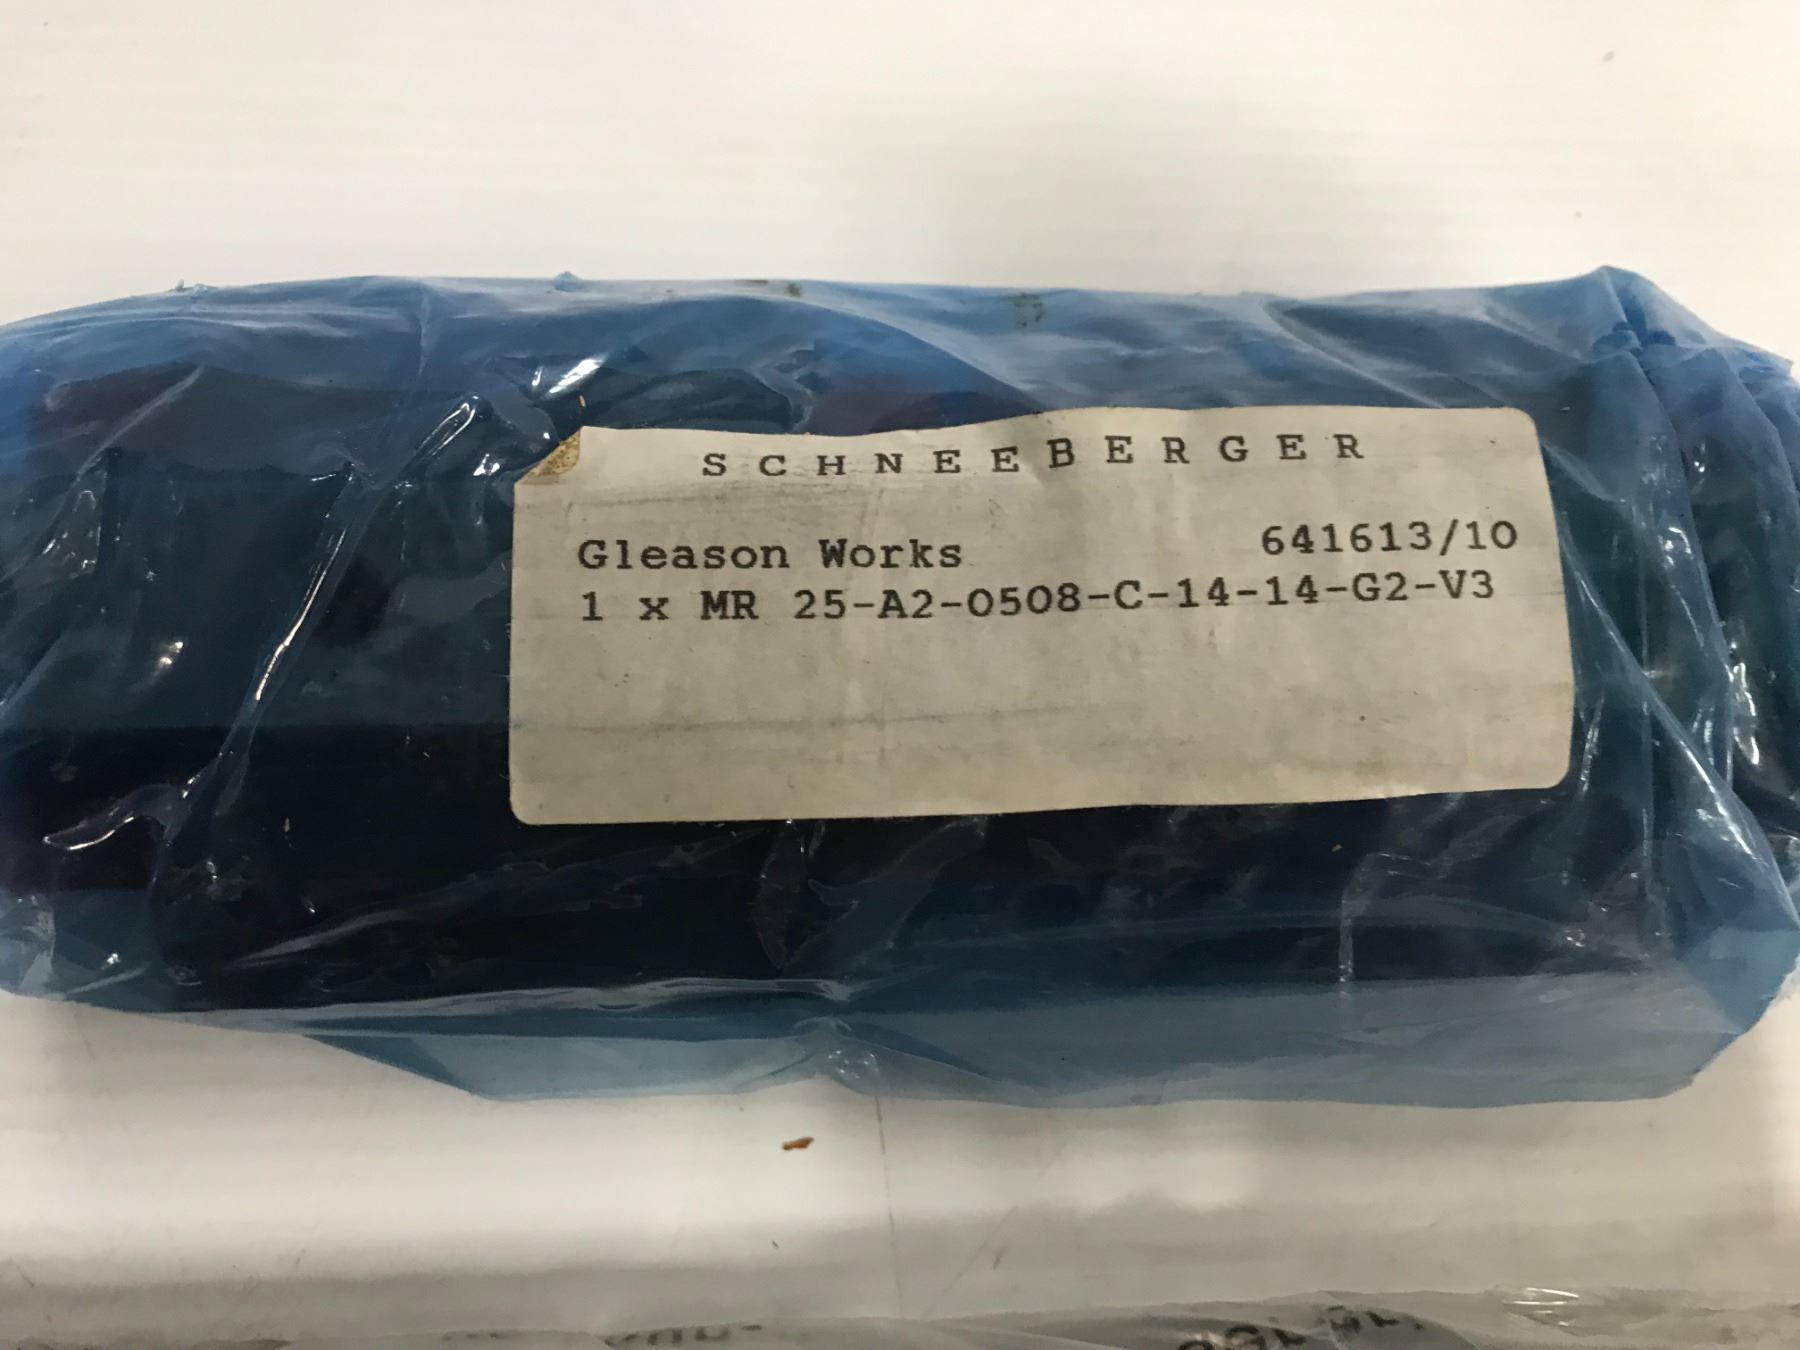 SCHNEEBERGER
Gleason Works 641613/10
1 x MR 25-A2-0508-C-14-14-G2-V3